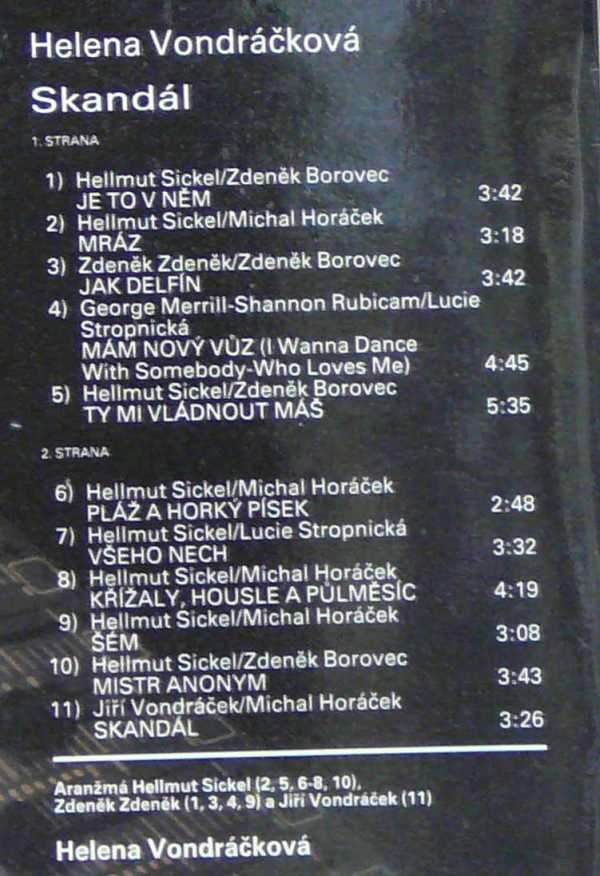 Helena Vondráčková
Skandál
1. STRANA
1) Hellmut Sickel/Zdeněk Borovec
JE TO V NĚM 3:42
2) Hellmut Sickel/Michal Horáček
MRÁZ 3:18
3) Zdeněk Zdeněk/Zdeněk Borovec
JAK DELFÍN 3:42
4) George Merrill-Shannon Rubicam/Lucie
Stropnická
MÁM NOVÝ VŮZ (I Wanna Dance
With Somebody-Who Loves Me) 4:45
5) Hellmut Sickel/Zdeněk Borovec
TY MI VLÁDNOUT MÁŠ 5:35
2. STRANA
6) Hellmut Sickel/Michal Horáček
PLÁŽ A HORKÝ PÍSEK 2:48
7) Hellmut Sickel/Lucie Stropnická
VŠEHO NECH 3:32
8) Hellmut Sickel/Michal Horáček
KŘÍŽALY, HOUSLE A PŮLMĚSÍC 4:19
9) Hellmut Sickel/Michal Horáček
ŠÉM 3:08
10) Hellmut Sickel/Zdeněk Borovec
MISTR ANONYM 3:43
11) Jiří Vondráček/Michal Horáček
SKANDÁL 3:26
Aranžmá Hellmut Sickel (2, 5, 6-8, 10),
Zdeněk Zdeněk (1, 3, 4, 9) a Jiří Vondráček (11)
Helena Vondráčková